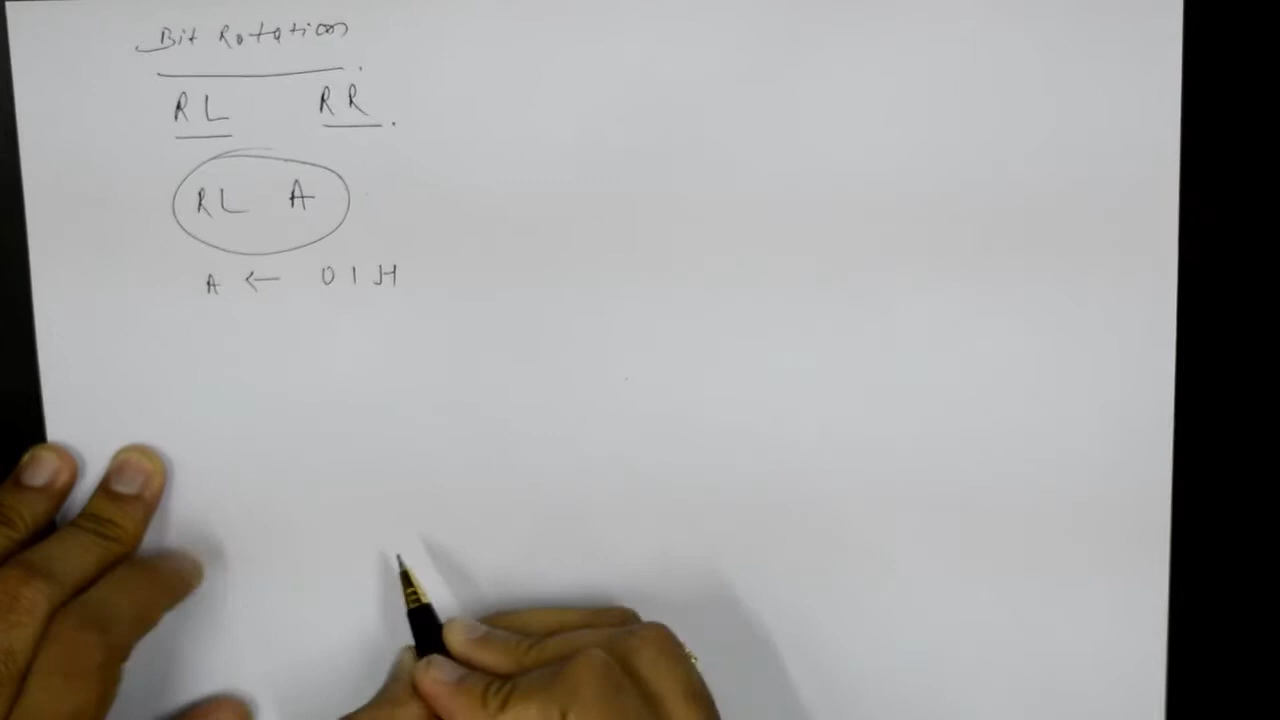 Bit Rotation
RL RR.
RL A
A ← 01H